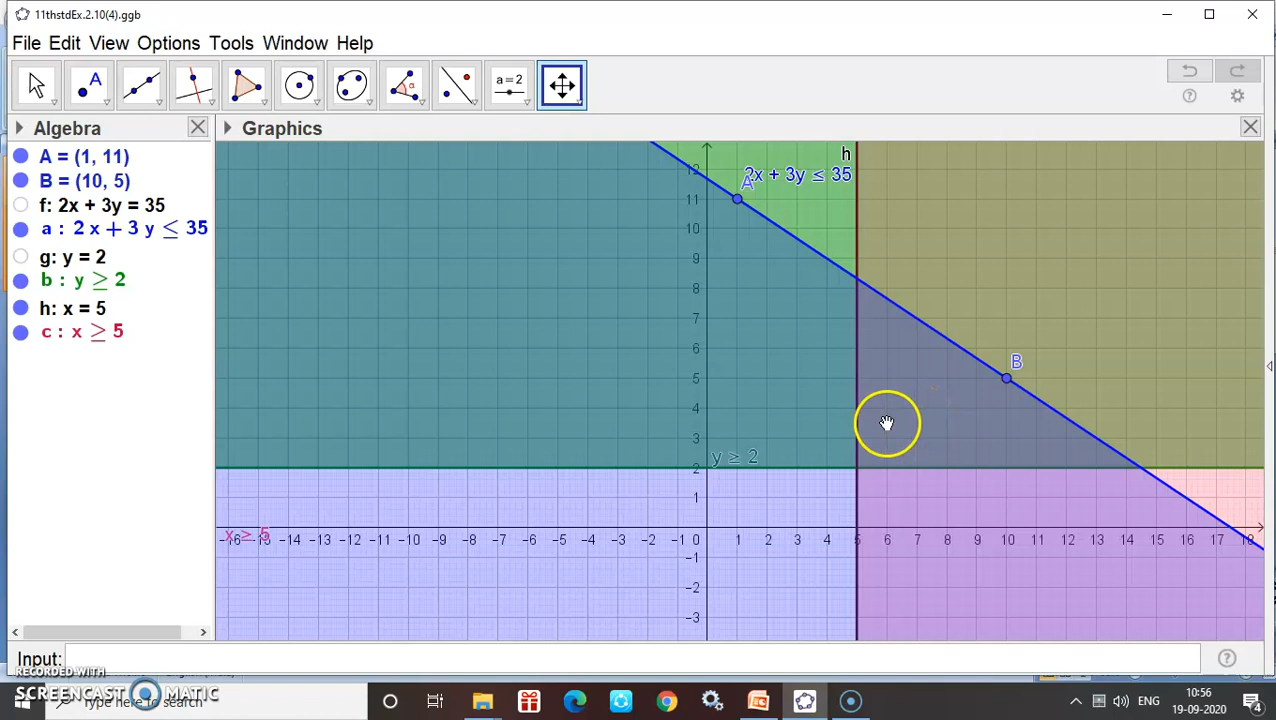 11thstdEx.2.10(4).ggb
File Edit View Options Tools Window Help
A
α
a = 2
Algebra
Graphics
A = (1, 11)
B = (10, 5)
f: 2x + 3y = 35
a : 2 x + 3 y ≤ 35
g: y = 2
b : y ≥ 2
h: x = 5
c : x ≥ 5
h
2x + 3y ≤ 35
A
B
y ≥ 2
x ≥ 5
12
11
10
9
8
7
6
5
4
3
2
1
-16 -15 -14 -13 -12 -11 -10 -9 -8 -7 -6 -5 -4 -3 -2 -1 0 1 2 3 4 5 6 7 8 9 10 11 12 13 14 15 16 17 18
-1
-2
-3
Input:
RECORDED WITH
SCREENCAST MATIC
Type here to search
ENG
10:56
19-09-2020
4